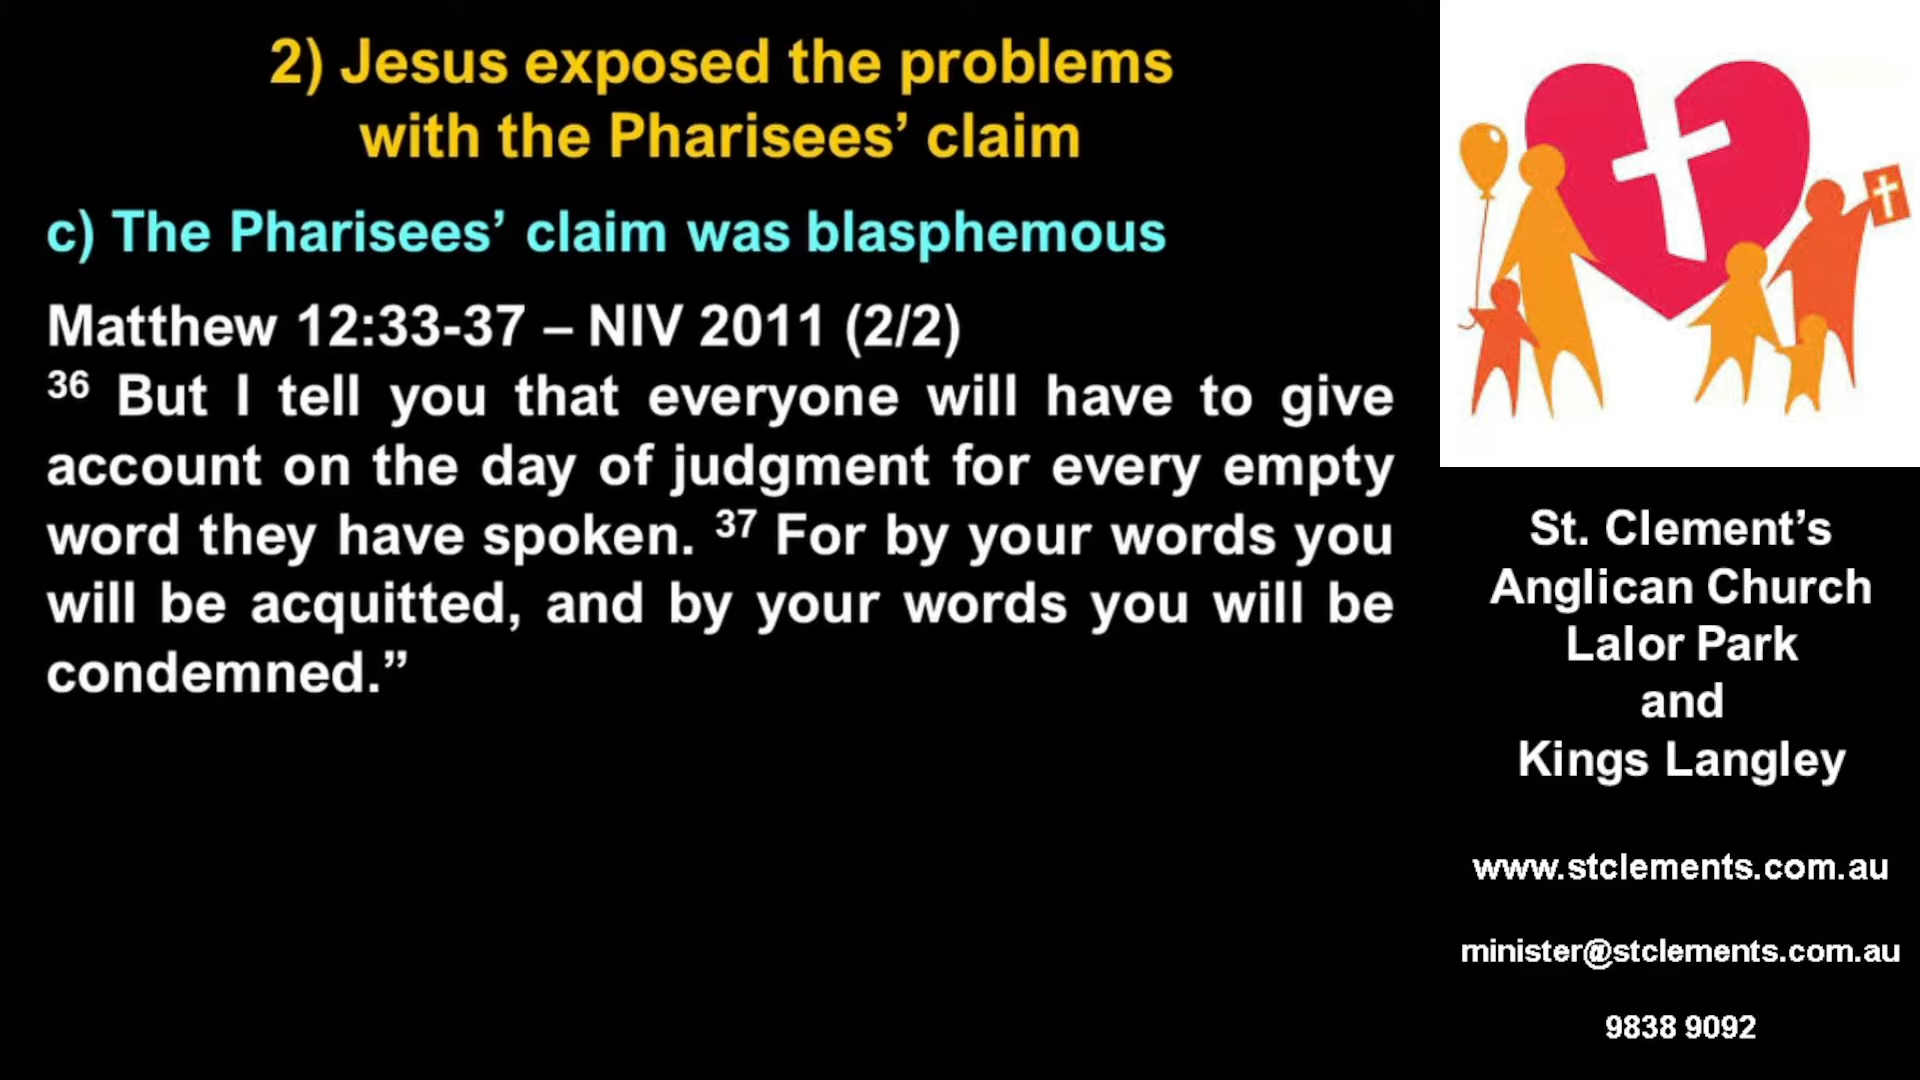 2) Jesus exposed the problems
with the Pharisees’ claim
c) The Pharisees’ claim was blasphemous
Matthew 12:33-37 – NIV 2011 (2/2)
36 But I tell you that everyone will have to give
account on the day of judgment for every empty
word they have spoken. 37 For by your words you
will be acquitted, and by your words you will be
condemned.”
St. Clement’s
Anglican Church
Lalor Park
and
Kings Langley
www.stclements.com.au
minister@stclements.com.au
9838 9092